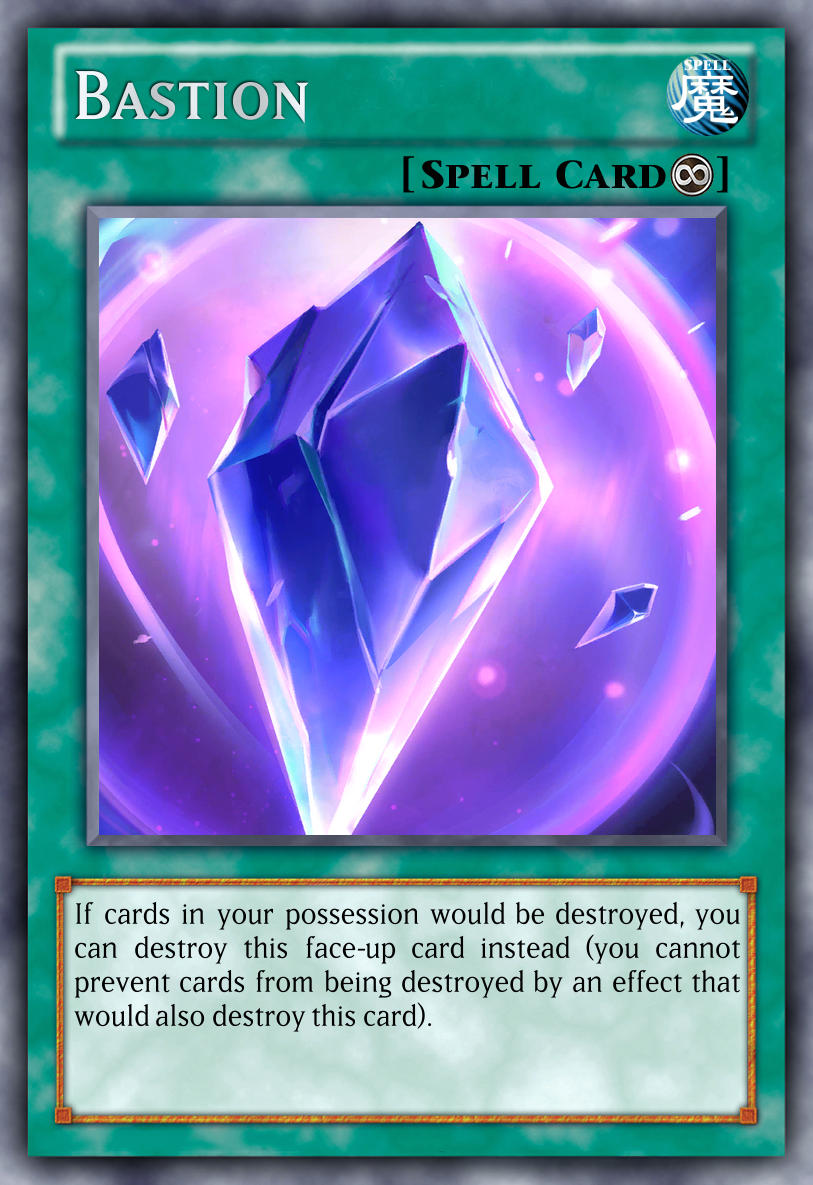 Bastion
SPELL
魔
[Spell Card∞]
If cards in your possession would be destroyed, you
can destroy this face-up card instead (you cannot
prevent cards from being destroyed by an effect that
would also destroy this card).